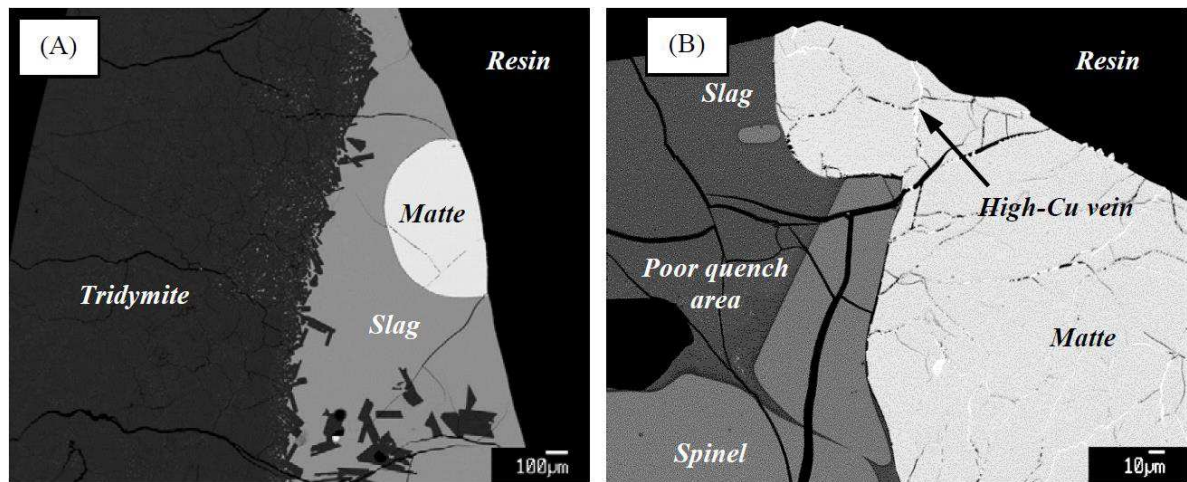 (A)
Resin
Matte
Tridymite
Slag
100μm
(B)
Resin
Slag
High-Cu vein
Poor quench
area
Matte
Spinel
10μm